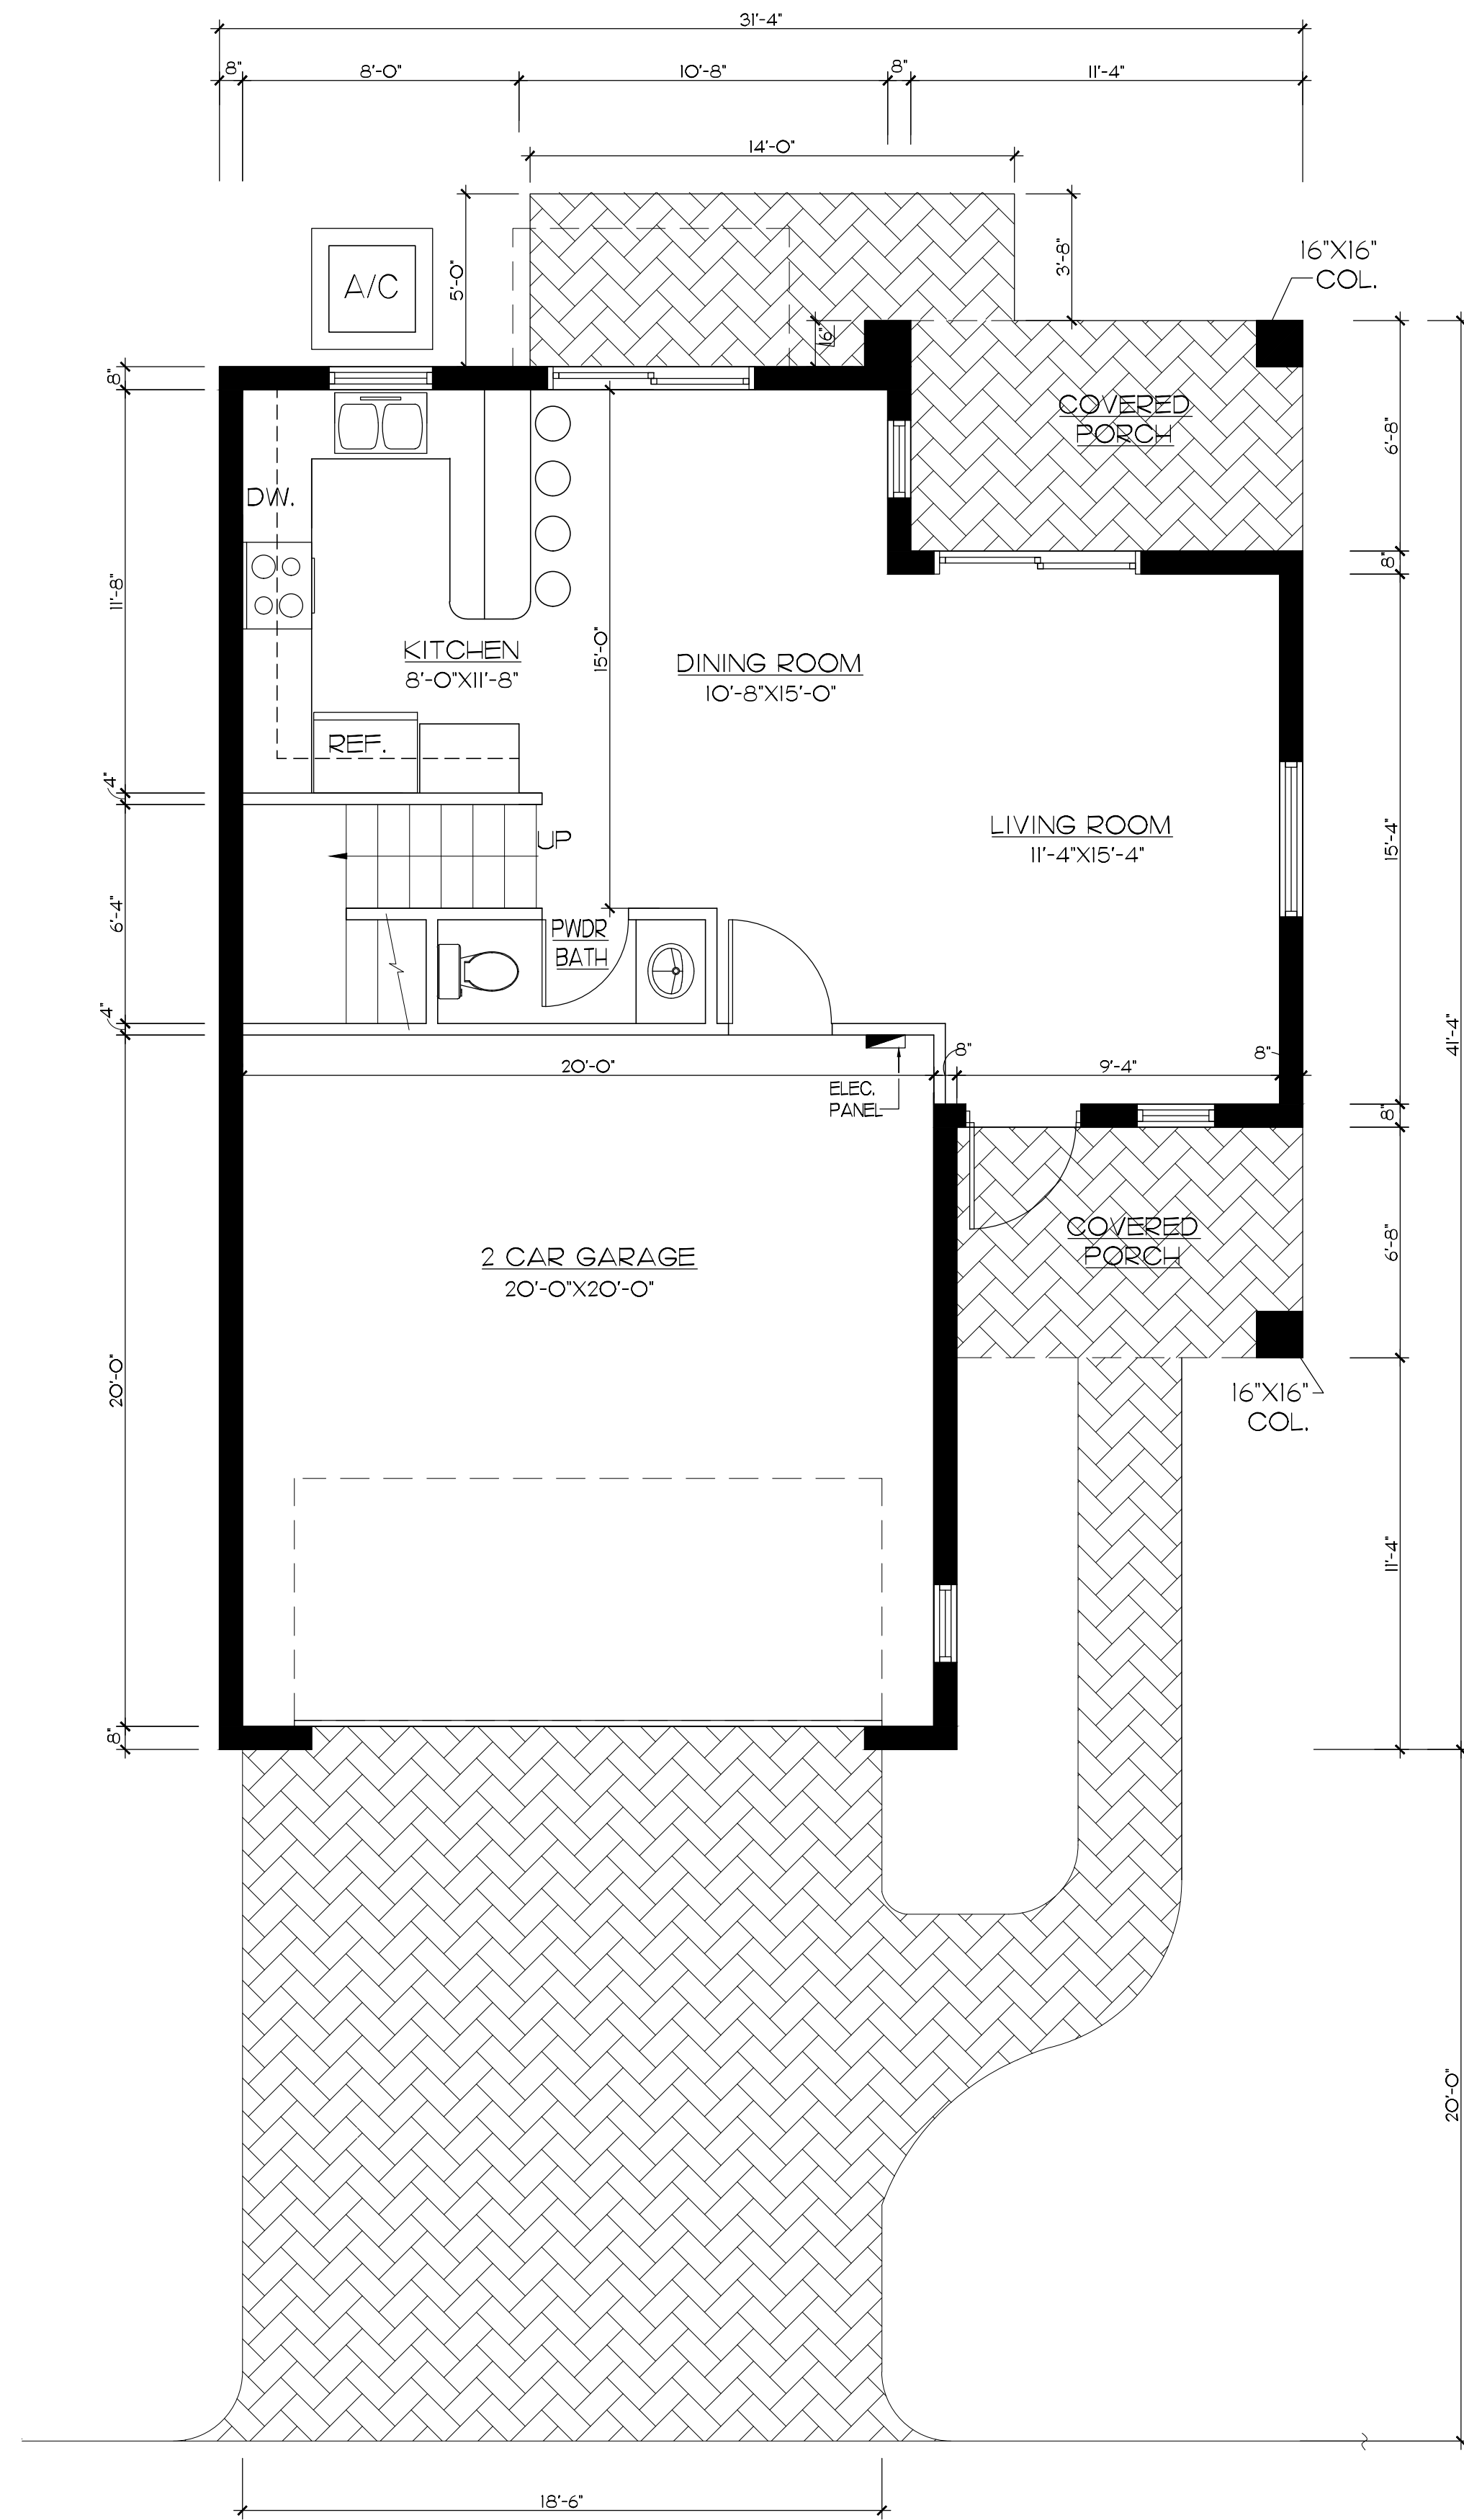 31'-4"
8"
8'-0"
10'-8"
8"
11'-4"
14'-0"
5'-0"
3'-8"
16"X16"
COL.
A/C
16"
8"
COVERED
PORCH
6'-8"
DW.
11'-8"
8"
KITCHEN
8'-0"X11'-8"
15'-0"
DINING ROOM
10'-8"X15'-0"
REF.
4"
UP
LIVING ROOM
11'-4"X15'-4"
15'-4"
6'-4"
PWDR
BATH
4"
41'-4"
20'-0"
8"
9'-4"
8"
ELEC.
PANEL
8"
2 CAR GARAGE
20'-0"X20'-0"
COVERED
PORCH
6'-8"
20'-0"
16"X16"
COL.
11'-4"
8"
20'-0"
18'-6"